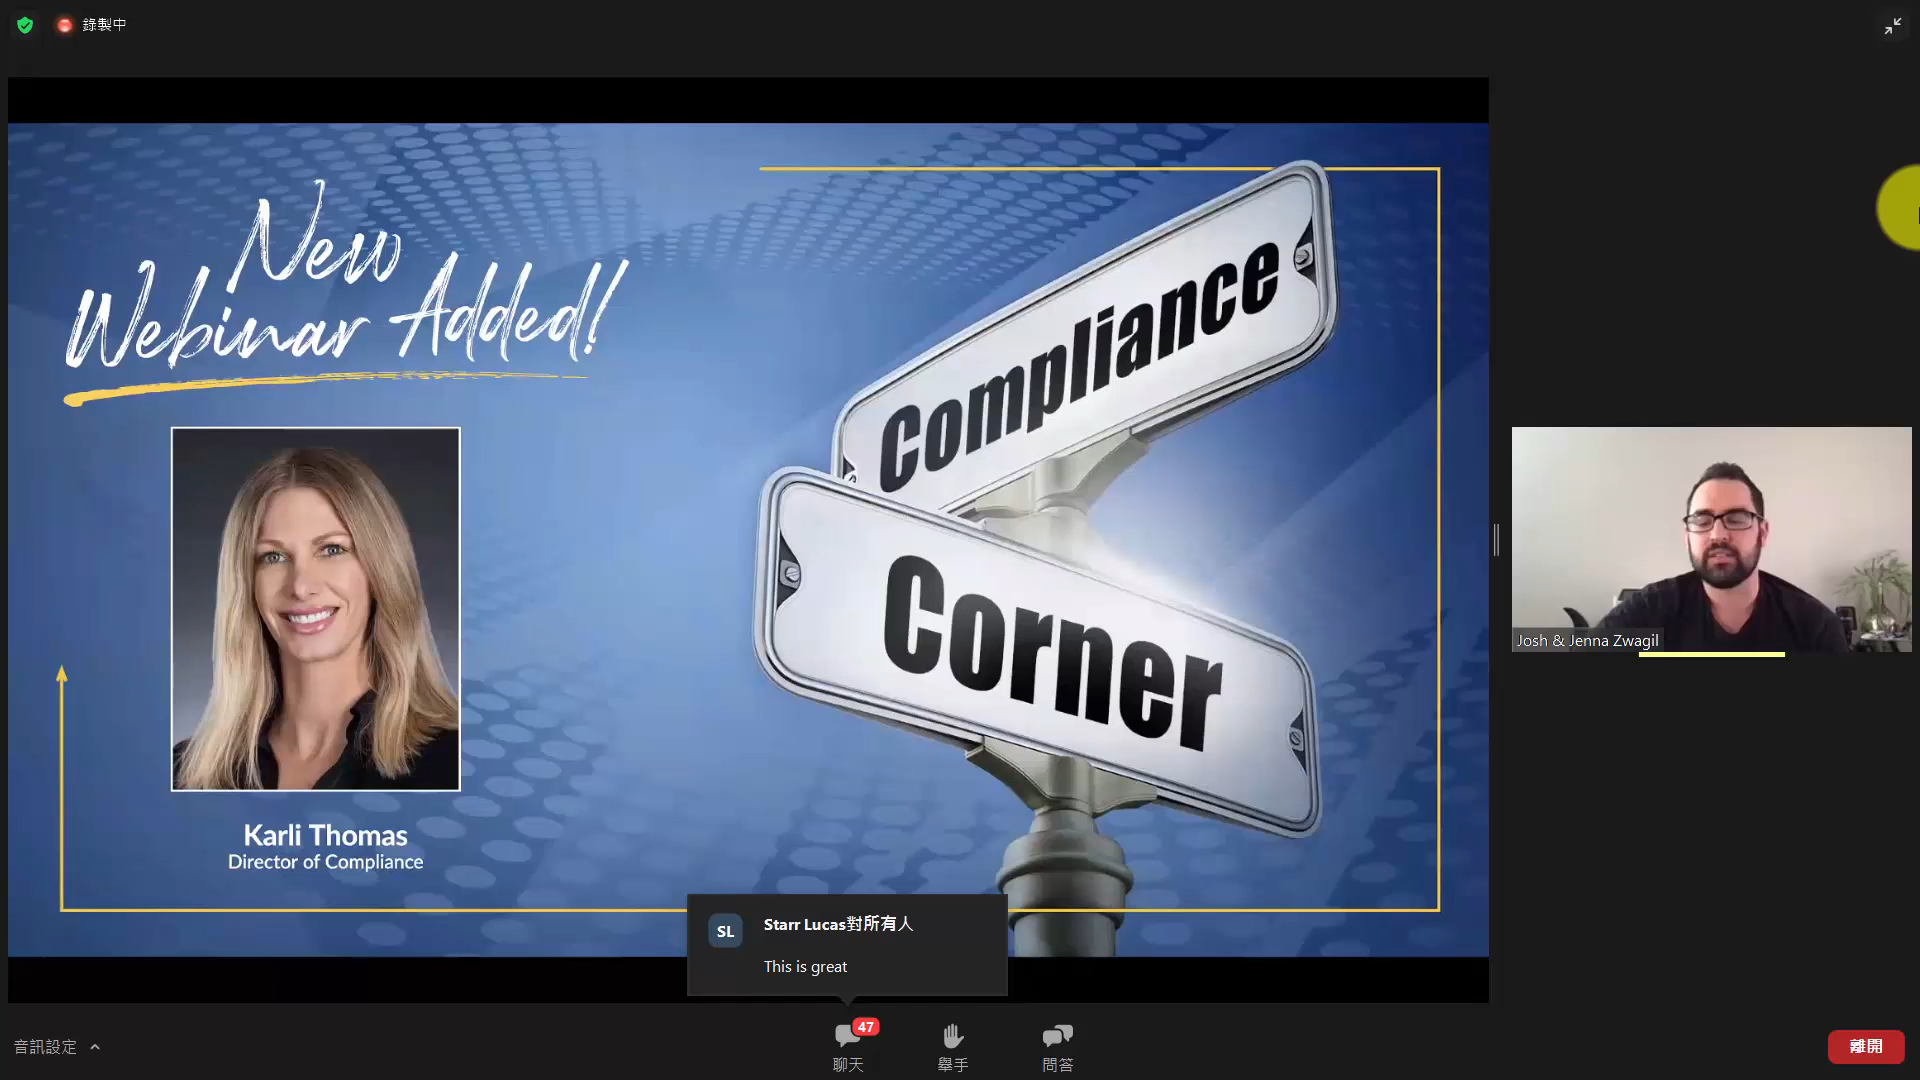 錄製中
New
Webinar Added!
Compliance
Corner
Karli Thomas
Director of Compliance
Josh & Jenna Zwagil
SL
Starr Lucas對所有人
This is great
音訊設定
47
聊天
舉手
問答
離開